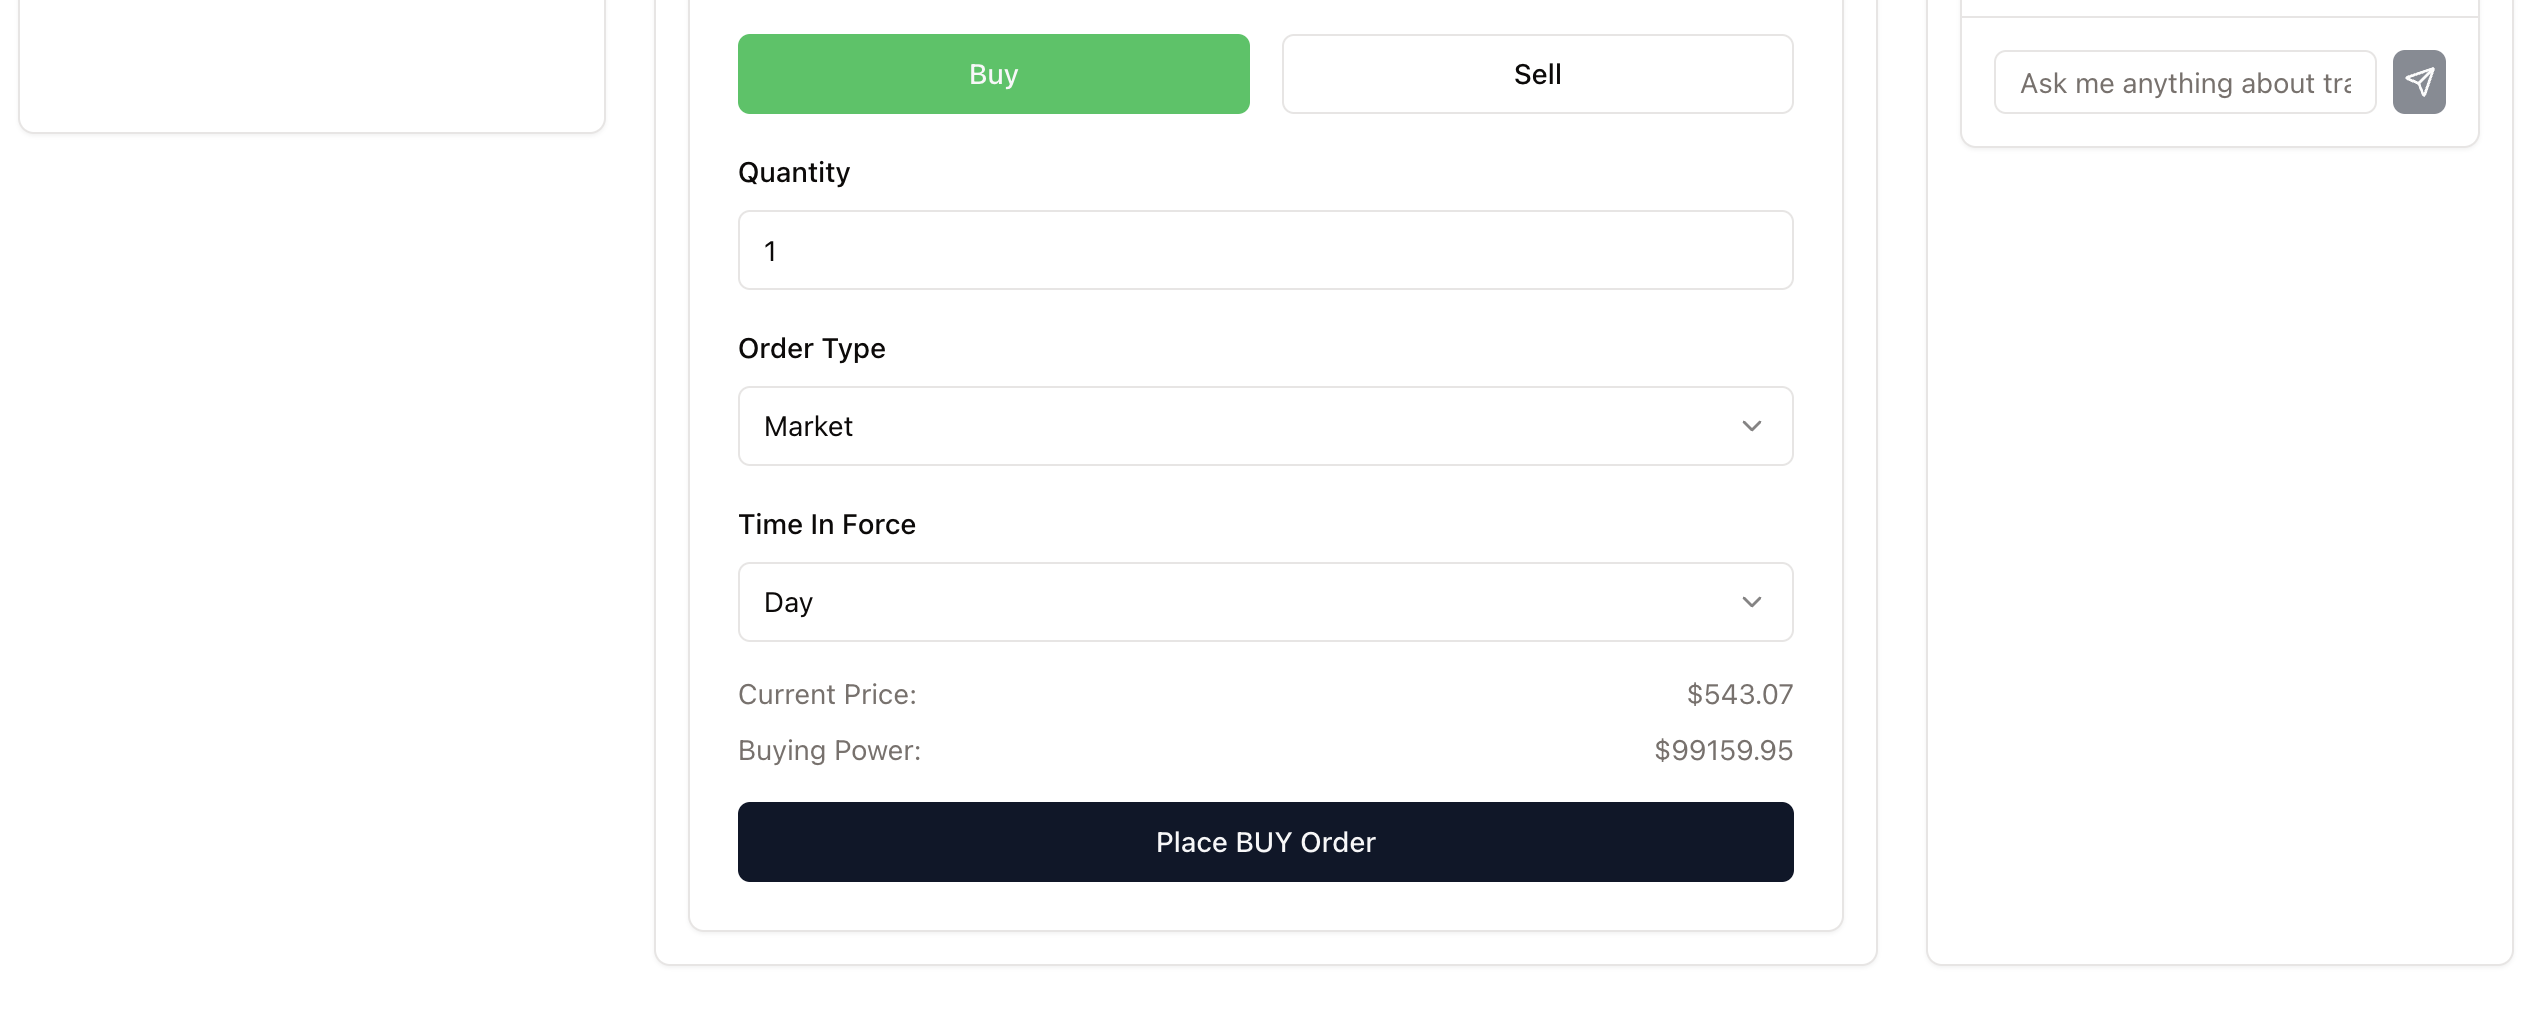 Buy
Sell
Ask me anything about tra
Quantity
1
Order Type
Market
Time In Force
Day
Current Price:
$543.07
Buying Power:
$99159.95
Place BUY Order